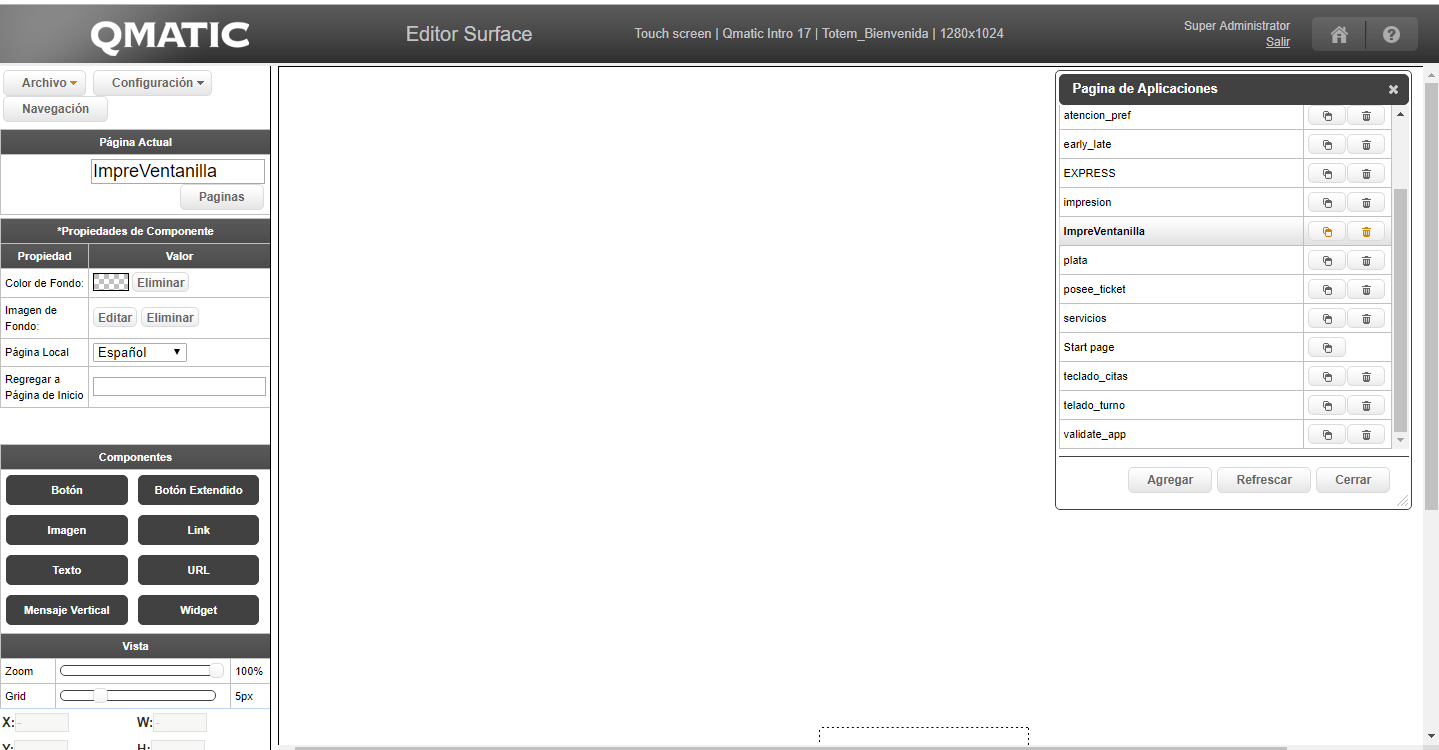 QMATIC
Editor Surface
Touch screen | Qmatic Intro 17 | Totem_Bienvenida | 1280x1024
Super Administrator
Salir
Archivo
Configuración
Navegación
Página Actual
ImpreVentanilla
Paginas
*Propiedades de Componente
Propiedad Valor
Color de Fondo: Eliminar
Imagen de
Fondo:
Editar Eliminar
Página Local Español
Regregar a
Página de Inicio
Componentes
Botón Botón Extendido
Imagen Link
Texto URL
Mensaje Vertical Widget
Vista
Zoom 100%
Grid 5px
X: - W: -
Y: H:
Pagina de Aplicaciones
atencion_pref
early_late
EXPRESS
impresion
ImpreVentanilla
plata
posee_ticket
servicios
Start page
teclado_citas
telado_turno
validate_app
Agregar Refrescar Cerrar